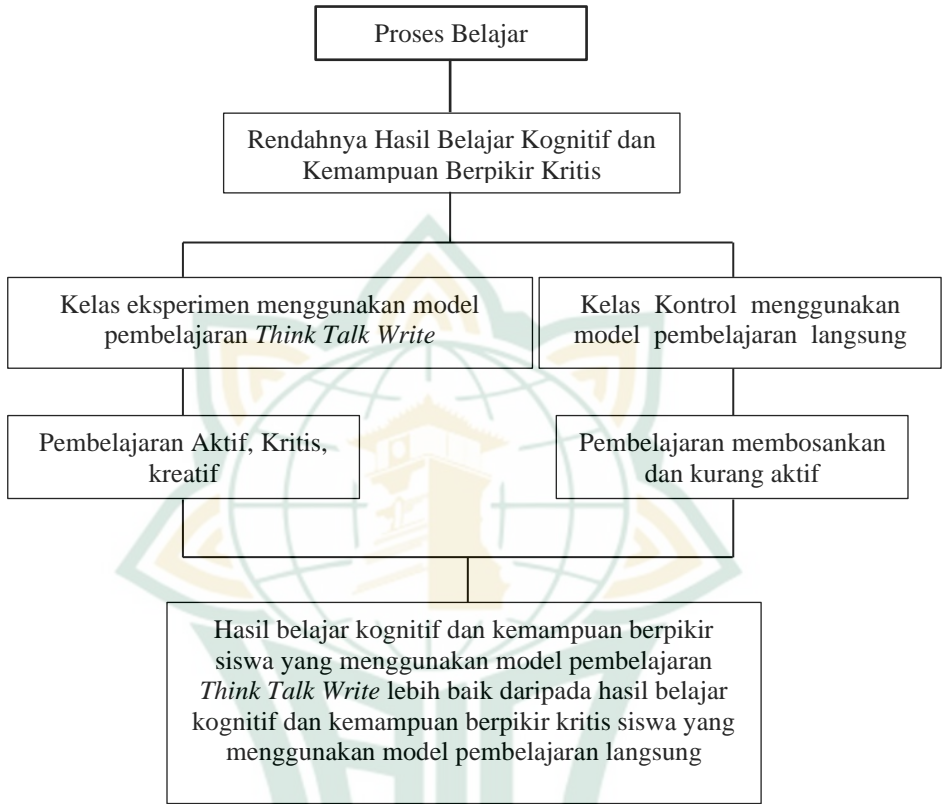 Proses Belajar
Rendahnya Hasil Belajar Kognitif dan
Kemampuan Berpikir Kritis
Kelas eksperimen menggunakan model
pembelajaran Think Talk Write
Kelas Kontrol menggunakan
model pembelajaran langsung
Pembelajaran Aktif, Kritis,
kreatif
Pembelajaran membosankan
dan kurang aktif
Hasil belajar kognitif dan kemampuan berpikir
siswa yang menggunakan model pembelajaran
Think Talk Write lebih baik daripada hasil belajar
kognitif dan kemampuan berpikir kritis siswa yang
menggunakan model pembelajaran langsung